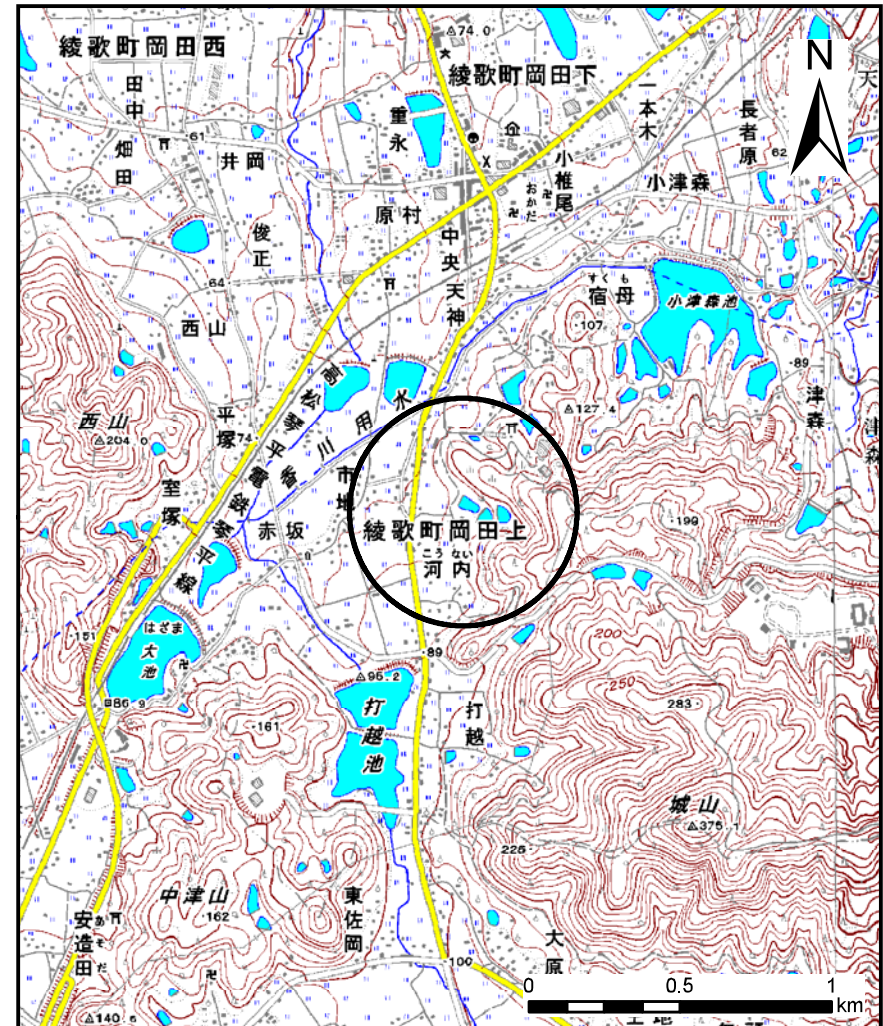 綾歌町岡田西
74.0
綾歌町岡田下
N
天
田中
重永
一本木
長者原
61
畑田
井岡
小椎尾
62
おかだ
小津森
原村
俊正
中央天神
すくも
宿母
小津森池
64
西山
107
89
高松琴平電鉄琴平線
西山
204.0
平塚
74
香川用水
127.4
津森
津森
室塚
市地
赤坂
綾歌町岡田上
こうない
河内
199
はざま
大池
151
200
89
250
95.2
86.9
打越池
打越
283
161
城山
375.1
225
中津山
162
東佐岡
安造田
あそだ
大原
100
0
0.5
1
km
140.6